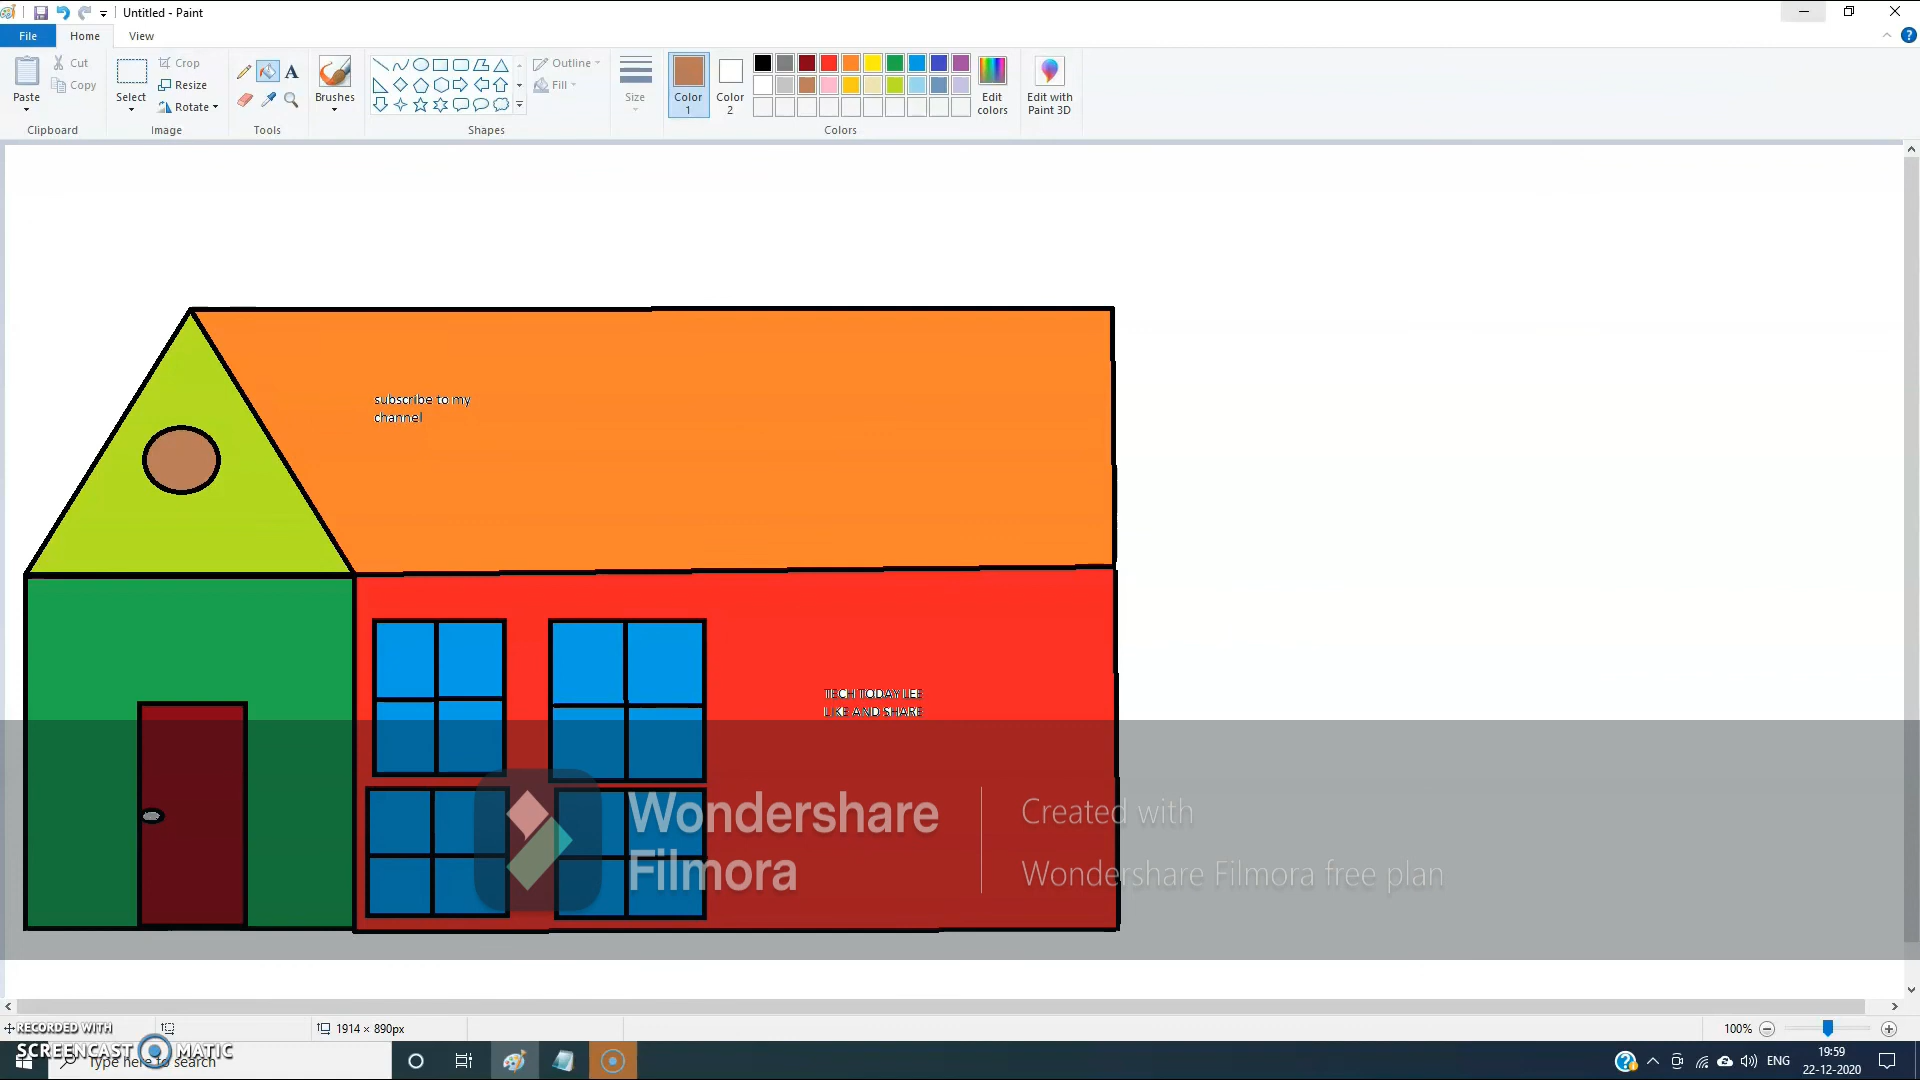 Untitled - Paint
File Home View
Paste
Cut
Copy
Clipboard
Select
Crop
Resize
Rotate
Image
Tools
Brushes
Shapes
Outline
Fill
Size
Color 1
Color 2
Colors
Edit colors
Edit with Paint 3D
subscribe to my
channel
TECH TODAY LEE
LIKE AND SHARE
Wondershare
Filmora
Created with
Wondershare Filmora free plan
1914 × 890px
100%
RECORDED WITH
SCREENCAST MATIC
Type here to search
ENG
19:59
22-12-2020